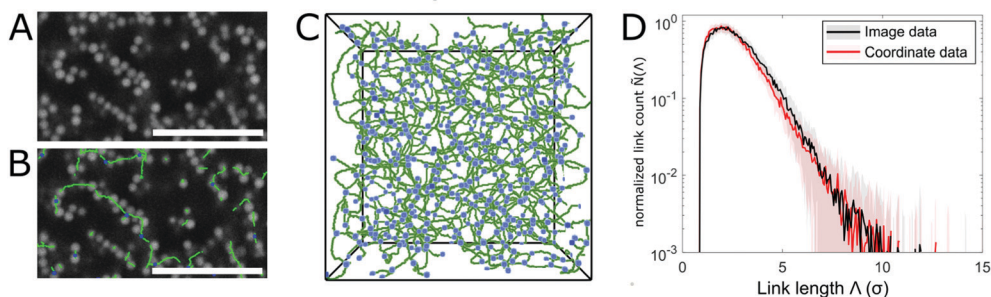 A
B
C
D
normalized link count N̄(Λ)
10⁰
10⁻¹
10⁻²
10⁻³
Image data
Coordinate data
0
5
10
15
Link length Λ (σ)